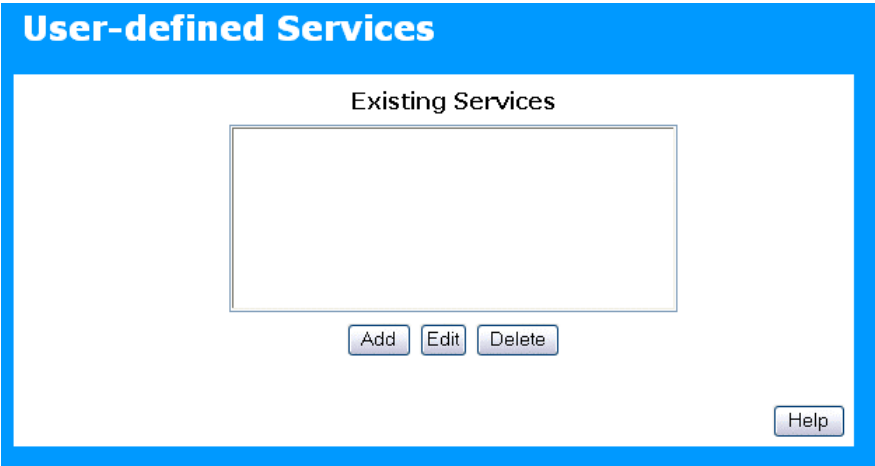 User-defined Services
Existing Services
Add Edit Delete
Help